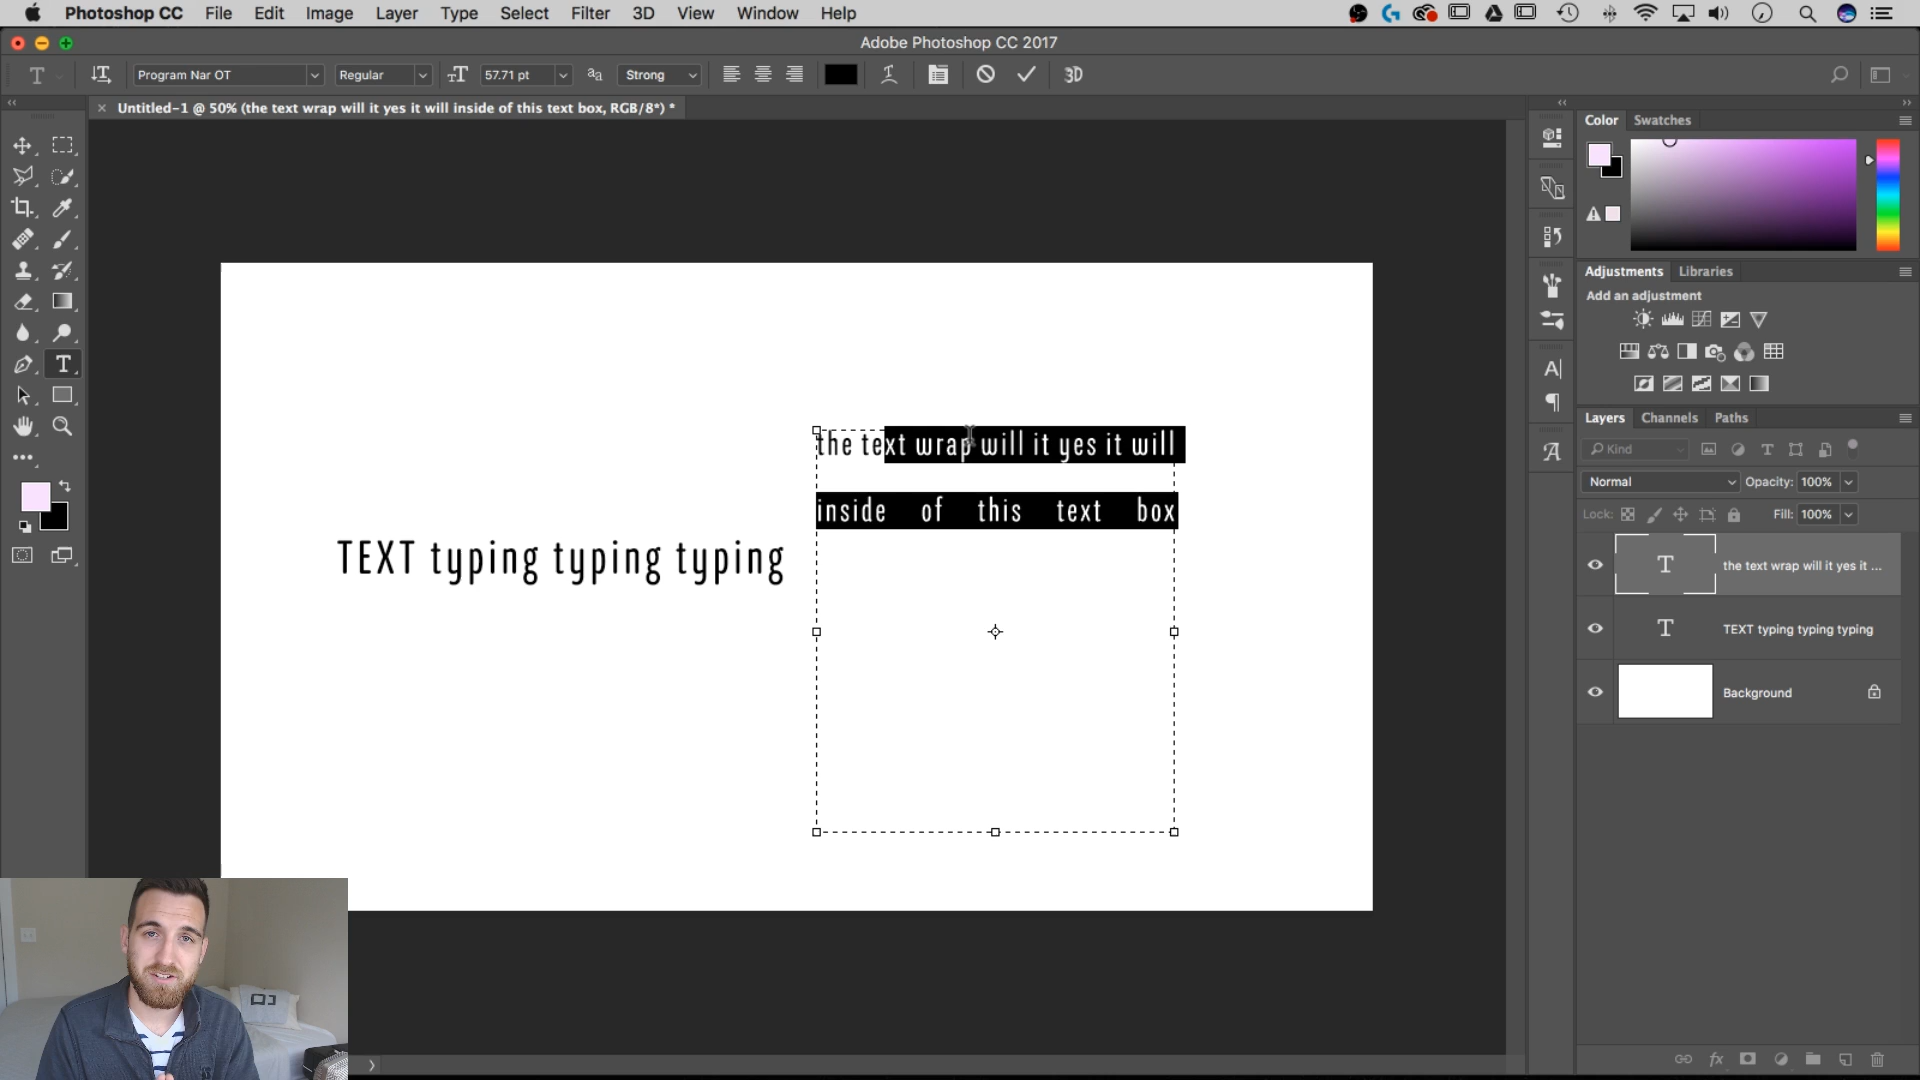 Photoshop CC File Edit Image Layer Type Select Filter 3D View Window Help
Adobe Photoshop CC 2017
Program Nar OT Regular 57.71 pt Strong 3D
Untitled-1 @ 50% (the text wrap will it yes it will inside of this text box, RGB/8*) *
Color Swatches
Adjustments Libraries
Add an adjustment
Layers Channels Paths
Kind
Normal Opacity: 100%
Lock: Fill: 100%
the text wrap will it yes it ...
TEXT typing typing typing
Background
the text wrap will it yes it will
inside of this text box
TEXT typing typing typing